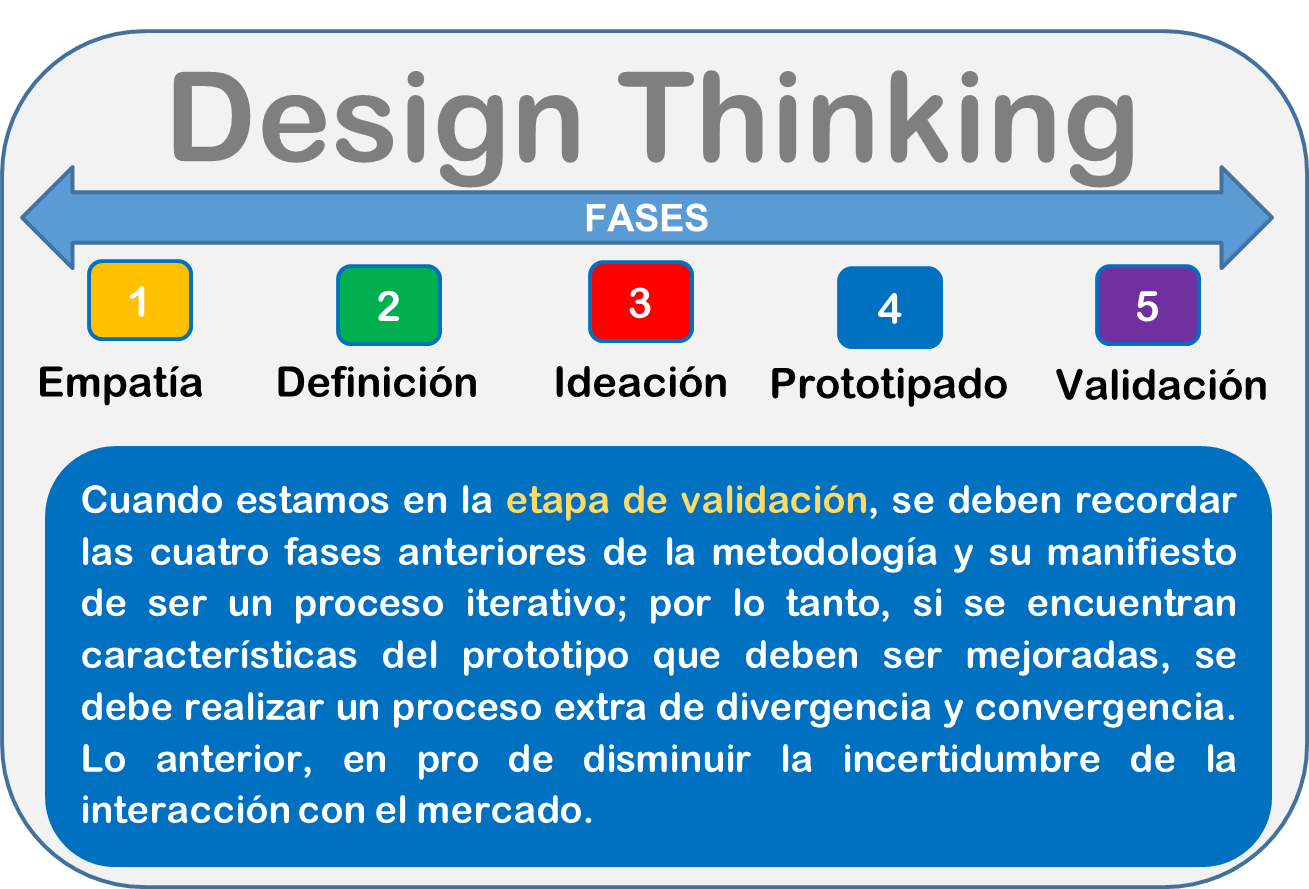 Design Thinking
FASES
1 2 3 4 5
Empatía Definición Ideación Prototipado Validación
Cuando estamos en la etapa de validación, se deben recordar
las cuatro fases anteriores de la metodología y su manifiesto
de ser un proceso iterativo; por lo tanto, si se encuentran
características del prototipo que deben ser mejoradas, se
debe realizar un proceso extra de divergencia y convergencia.
Lo anterior, en pro de disminuir la incertidumbre de la
interacción con el mercado.